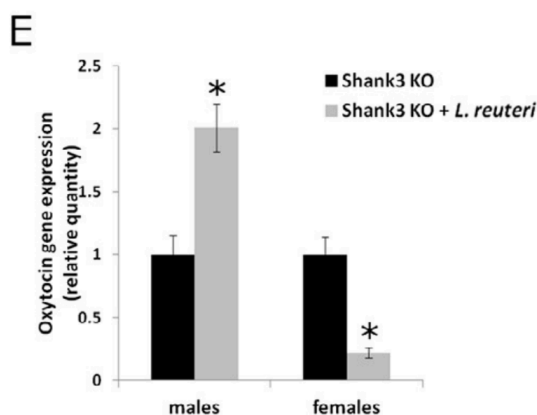 E
Oxytocin gene expression
(relative quantity)
2.5
2
1.5
1
0.5
0
*
*
Shank3 KO
Shank3 KO + L. reuteri
males
females